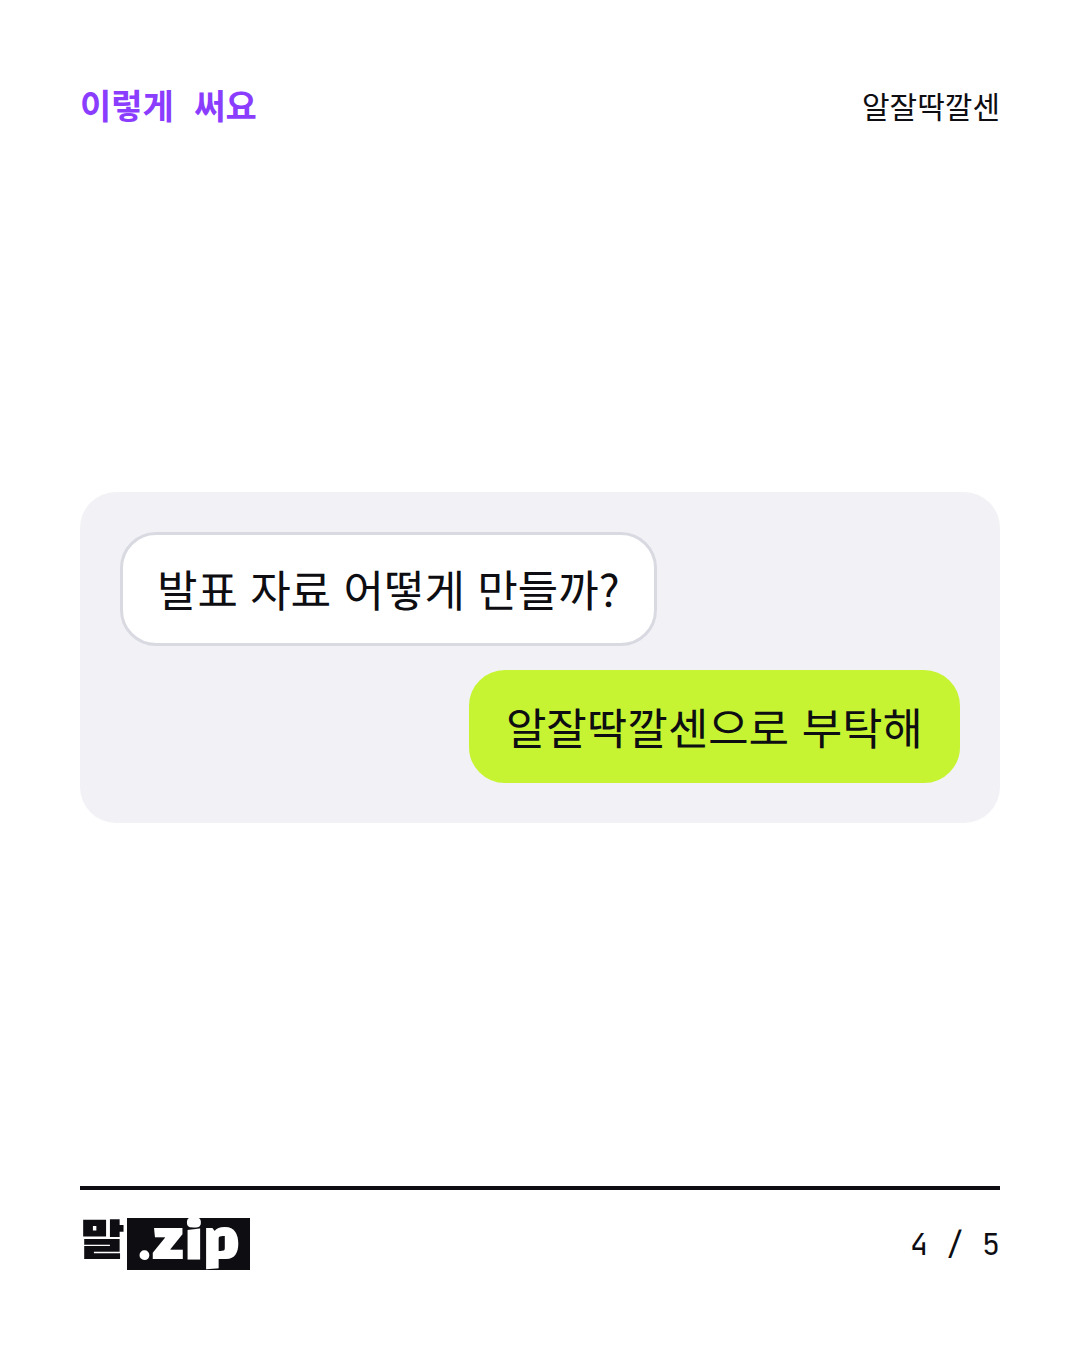 이렇게 써요
알잘딱깔센
발표 자료 어떻게 만들까?
알잘딱깔센으로 부탁해
말.zip
4 / 5